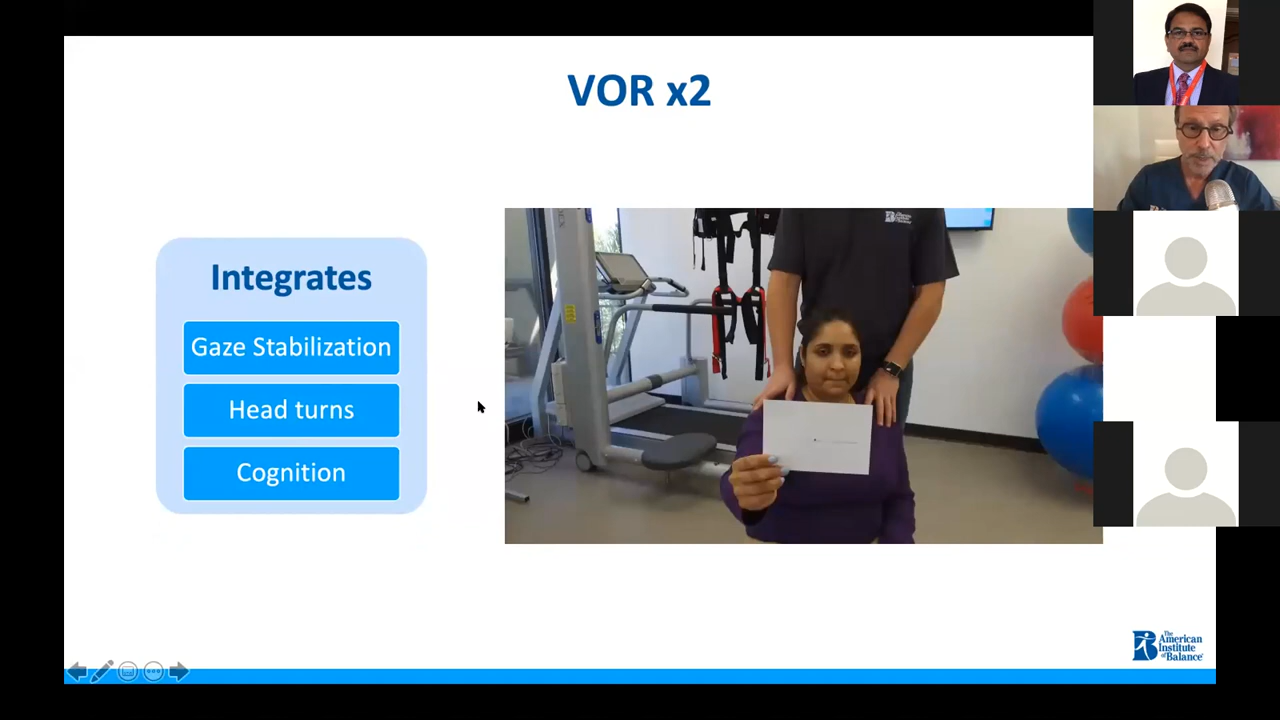 VOR x2
Integrates
Gaze Stabilization
Head turns
Cognition
The
American
Institute
of Balance